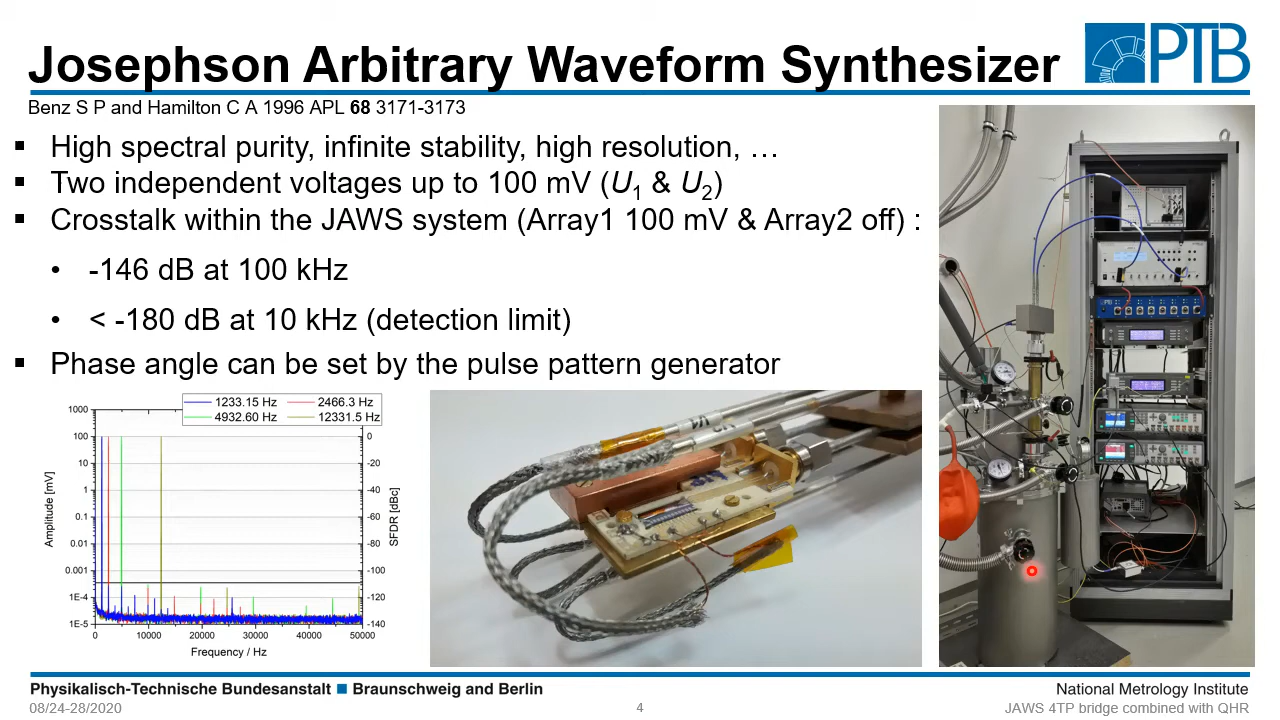 Josephson Arbitrary Waveform Synthesizer
PTB
Benz S P and Hamilton C A 1996 APL 68 3171-3173
▪ High spectral purity, infinite stability, high resolution, …
▪ Two independent voltages up to 100 mV (U1 & U2)
▪ Crosstalk within the JAWS system (Array1 100 mV & Array2 off) :
• -146 dB at 100 kHz
• < -180 dB at 10 kHz (detection limit)
▪ Phase angle can be set by the pulse pattern generator
1233.15 Hz 2466.3 Hz
4932.60 Hz 12331.5 Hz
Amplitude [mV]
1000
100
10
1
0.1
0.01
0.001
1E-4
1E-5
0
-20
-40
-60
-80
-100
-120
-140
SFDR [dBc]
0 10000 20000 30000 40000 50000
Frequency / Hz
PTB
Physikalisch-Technische Bundesanstalt ■ Braunschweig and Berlin
National Metrology Institute
08/24-28/2020
4
JAWS 4TP bridge combined with QHR